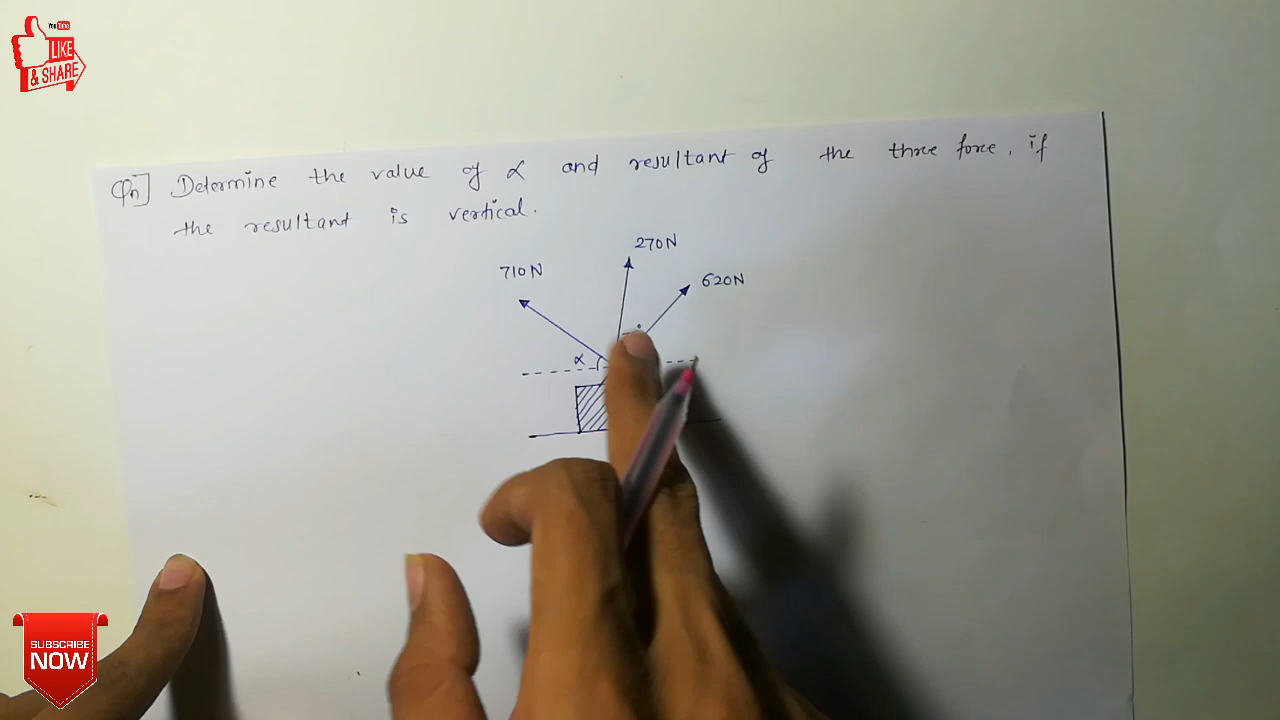 YouTube
LIKE
& SHARE
Qn] Determine the value of α and resultant of the three force, if
the resultant is vertical.
270N
710N
620N
α
SUBSCRIBE
NOW